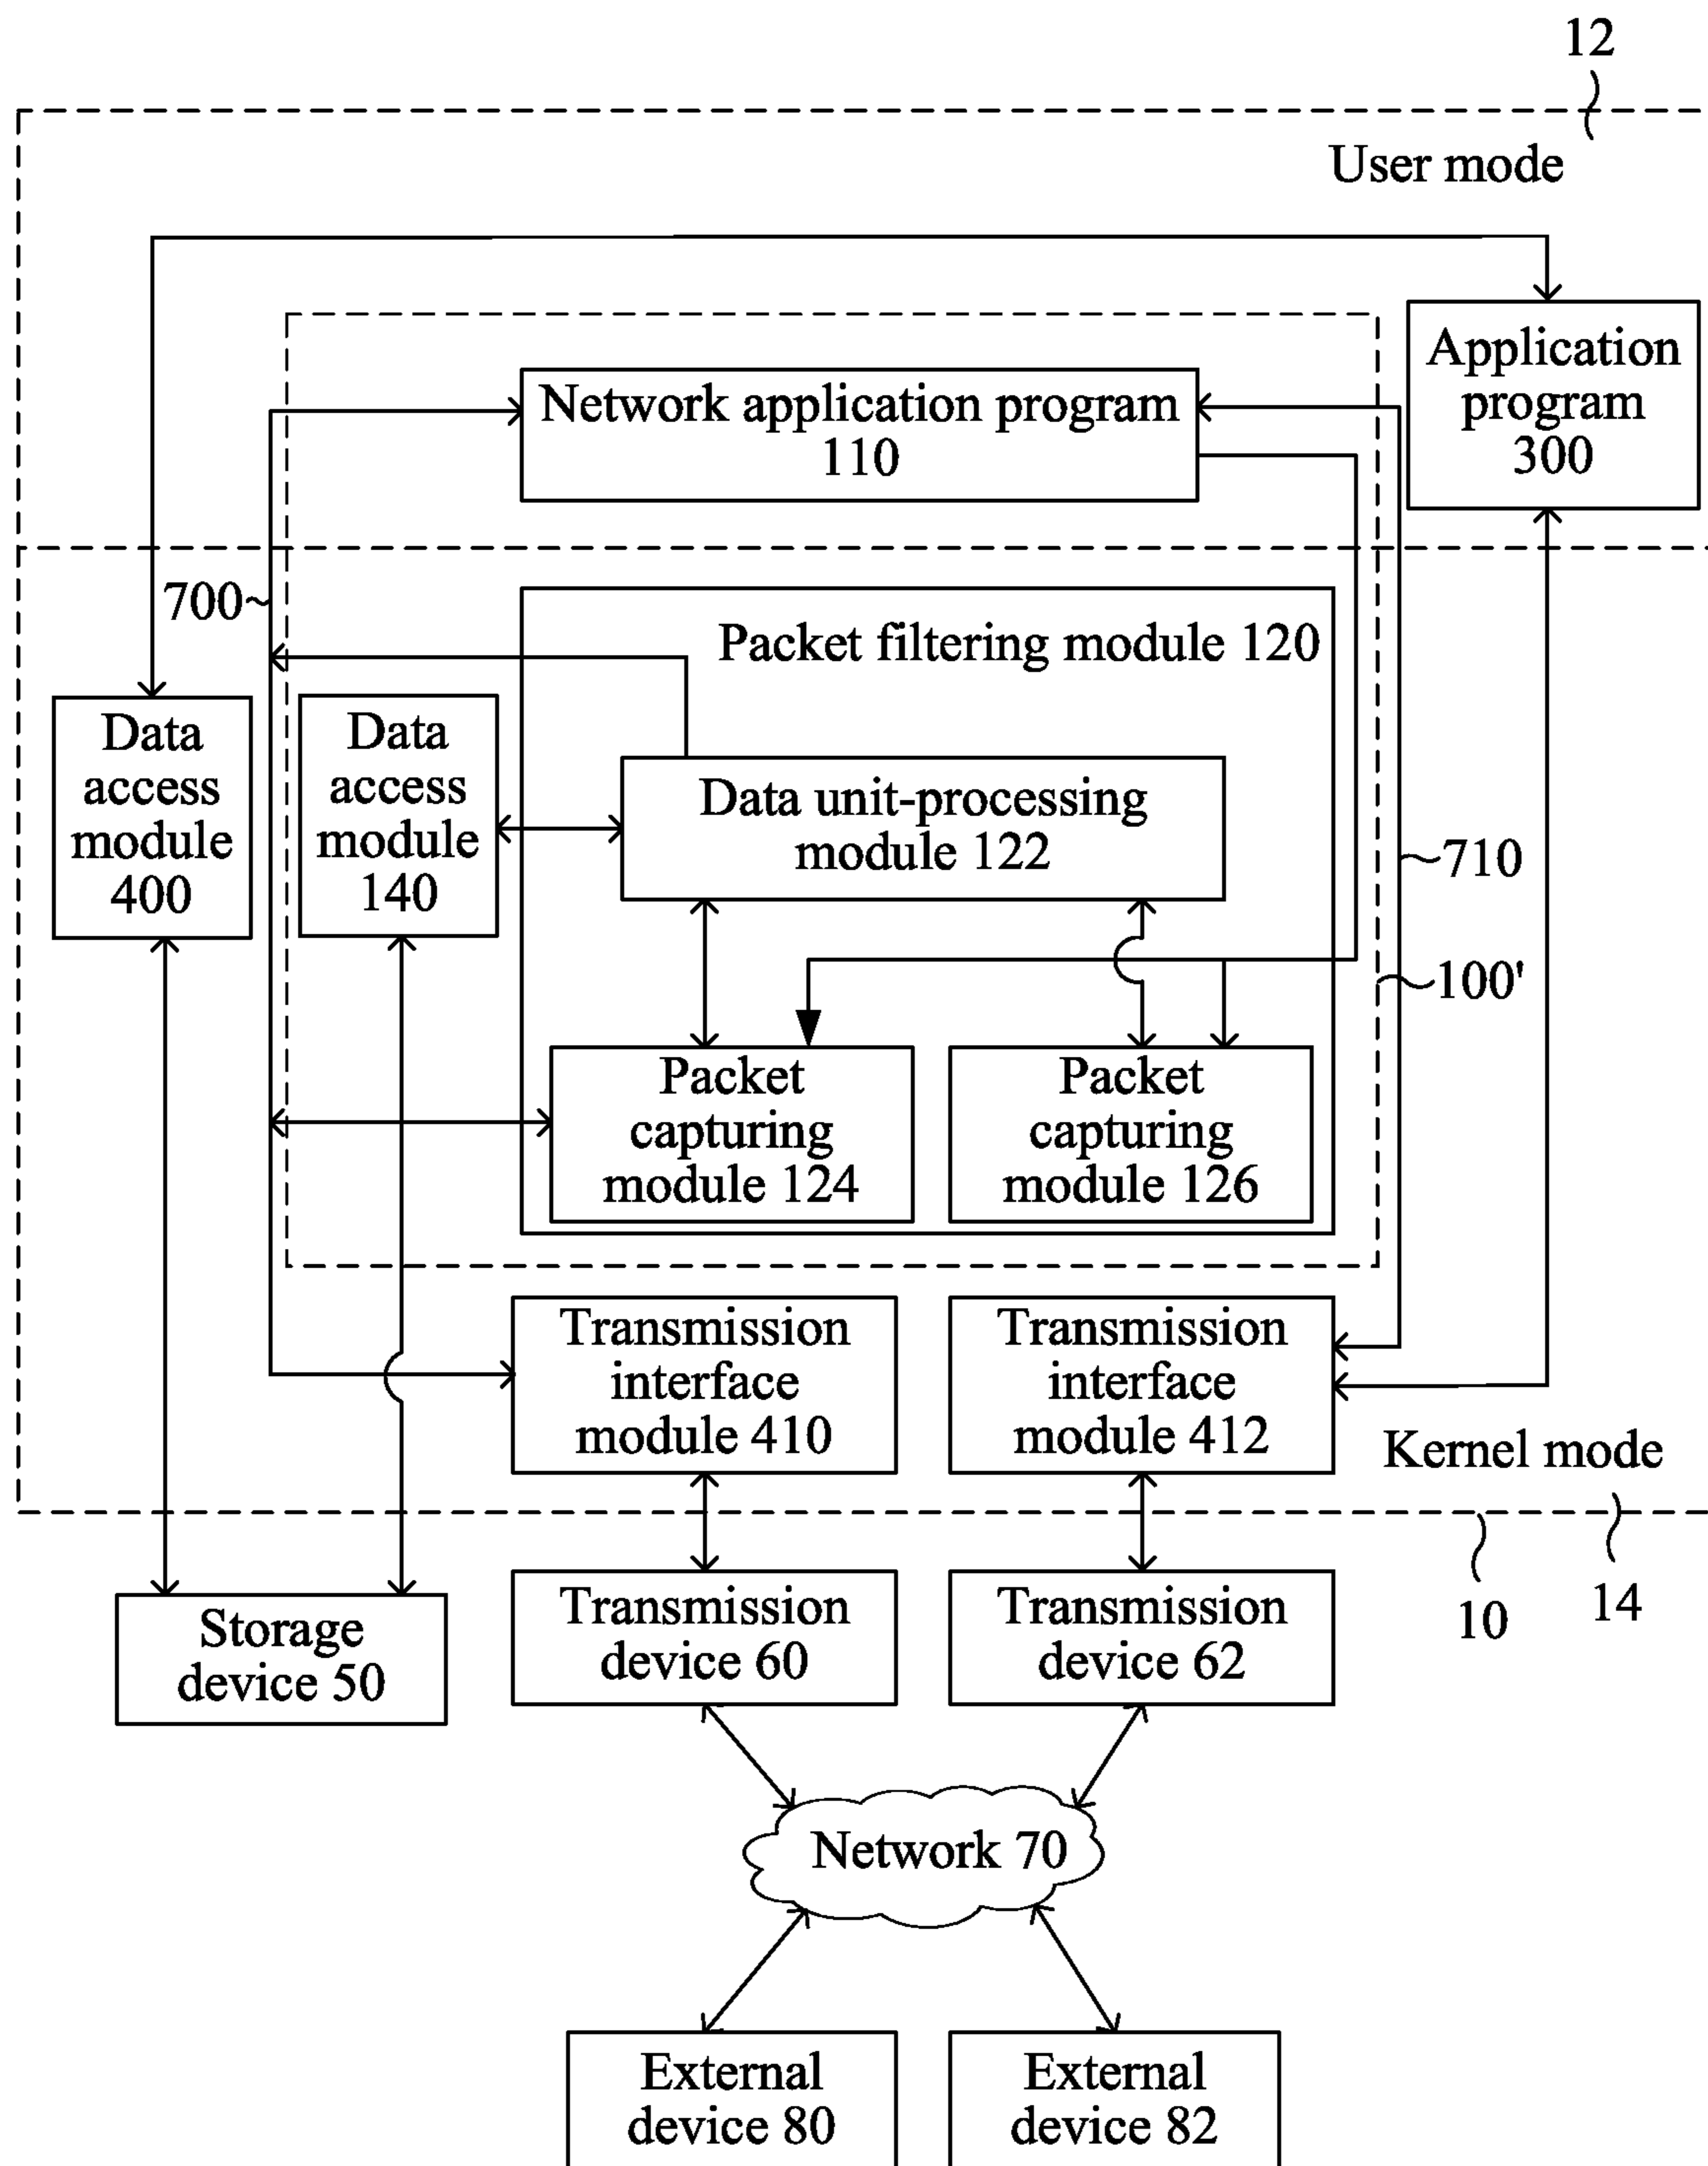 12
User mode
Application
program
300
Network application program
110
700
Packet filtering module 120
Data
access
module
400
Data
access
module
140
Data unit-processing
module 122
710
100'
Packet
capturing
module 124
Packet
capturing
module 126
Transmission
interface
module 410
Transmission
interface
module 412
Kernel mode
10
14
Storage
device 50
Transmission
device 60
Transmission
device 62
Network 70
External
device 80
External
device 82